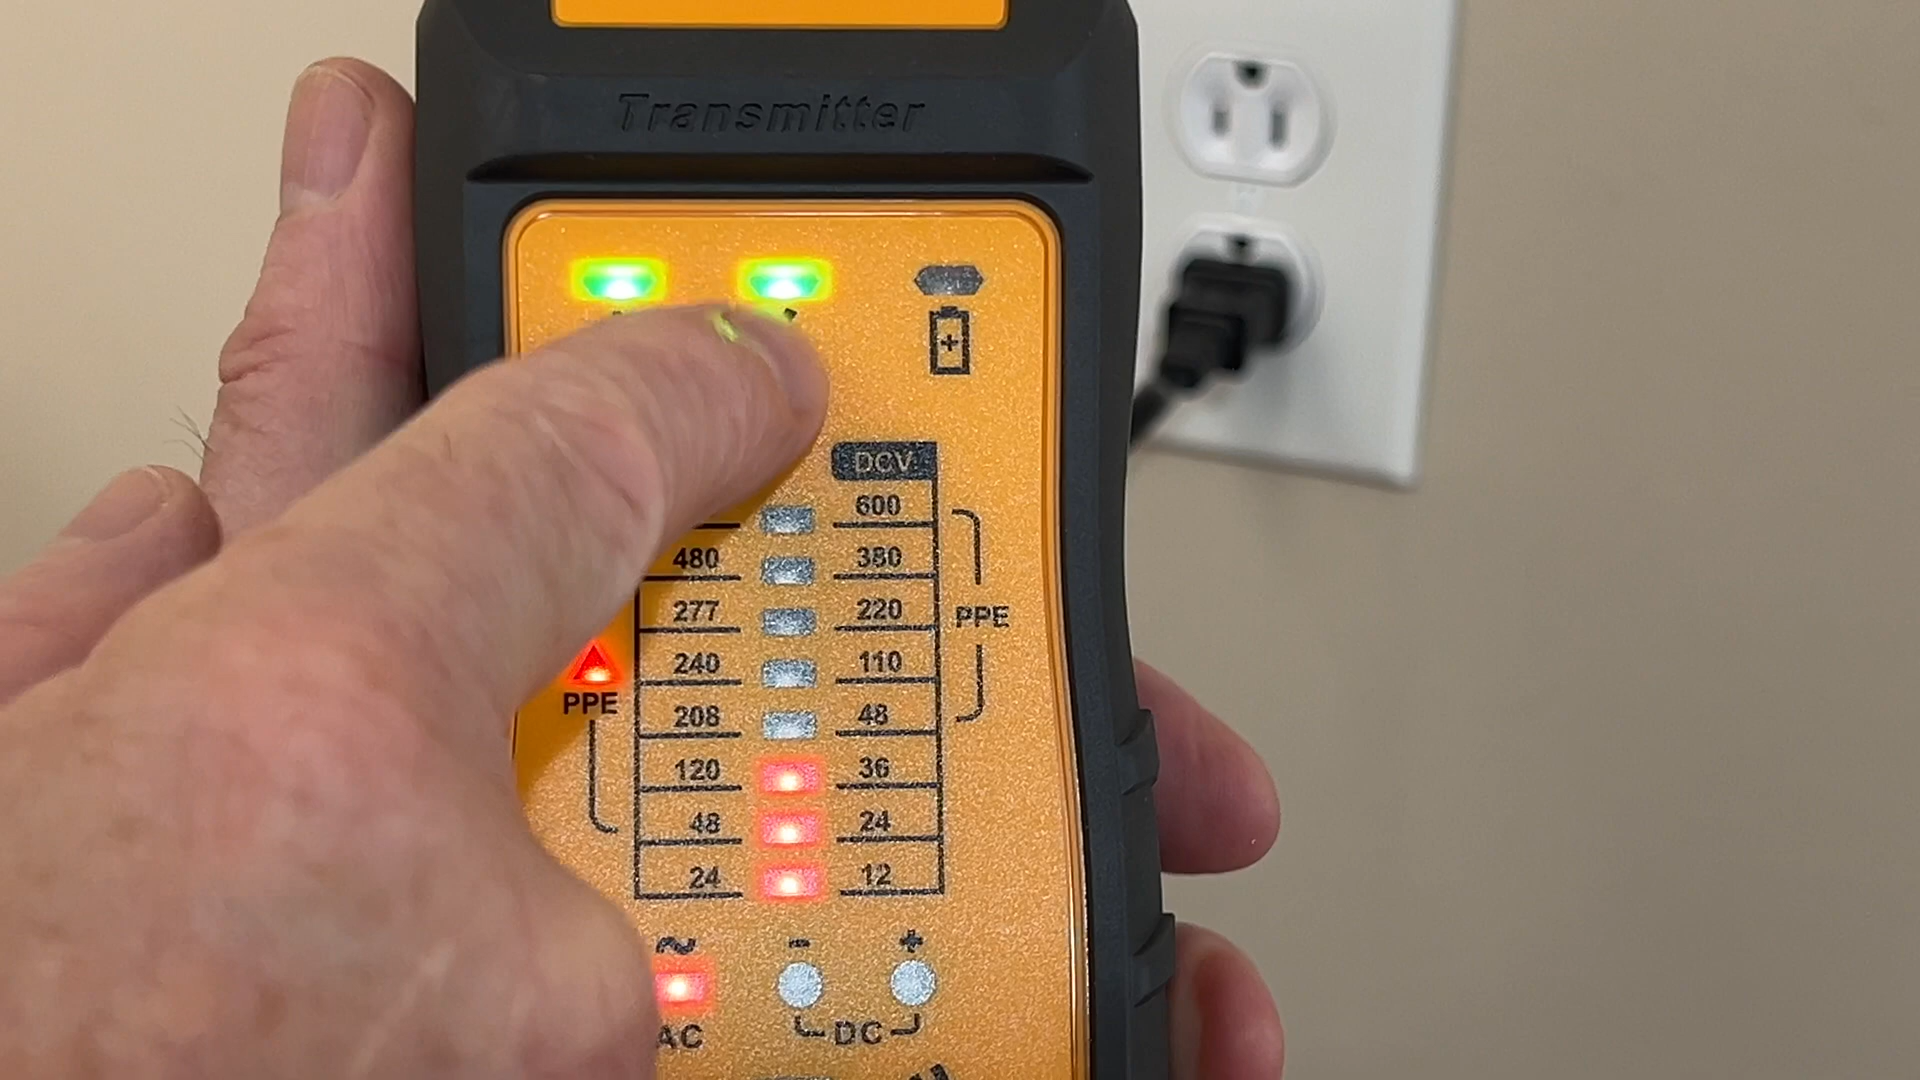 Transmitter
DCV
600
480 380
277 220
PPE
240 110
PPE
208 48
120 36
48 24
24 12
~ - +
AC DC